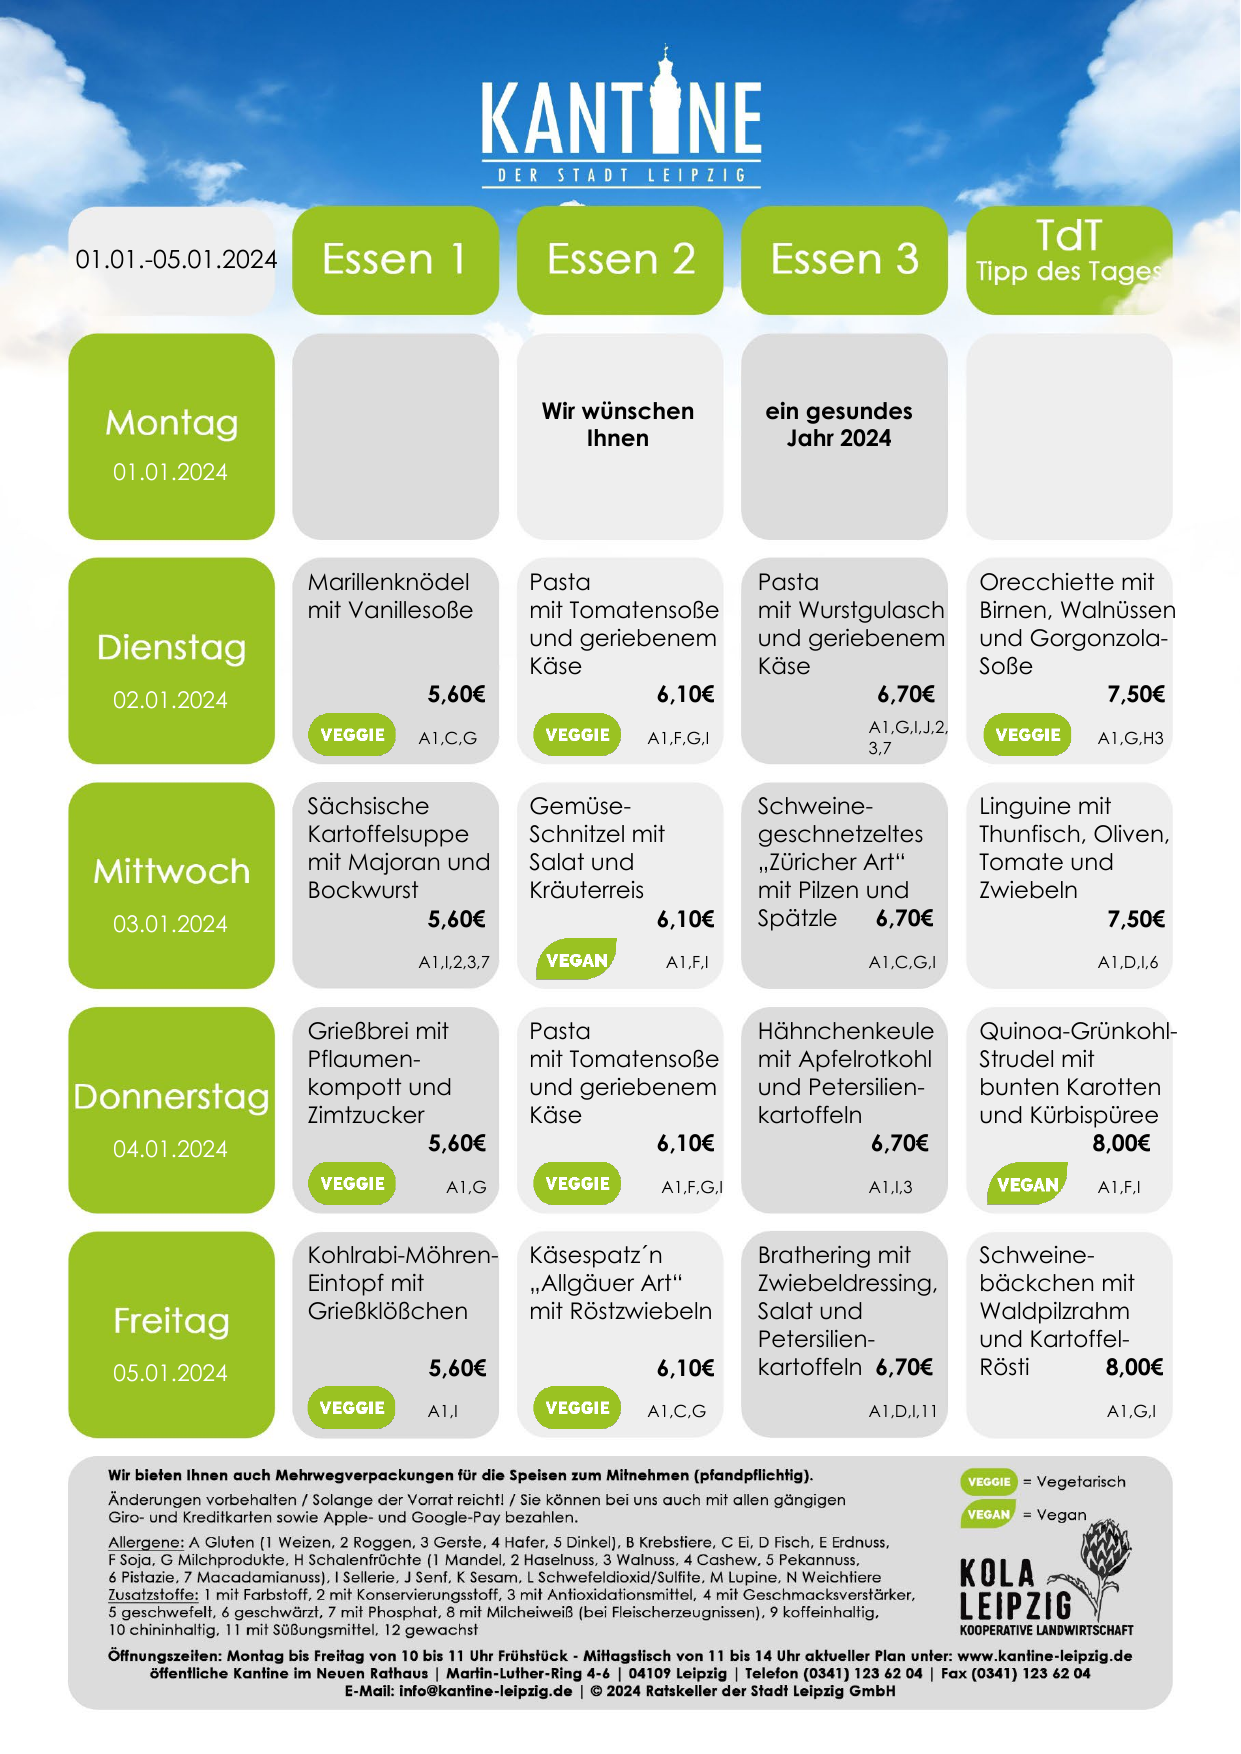 KANTINE
DER STADT LEIPZIG
01.01.-05.01.2024
Essen 1
Essen 2
Essen 3
TdT
Tipp des Tages
Montag
01.01.2024
Wir wünschen
Ihnen
ein gesundes
Jahr 2024
Dienstag
02.01.2024
Marillenknödel
mit Vanillesoße
5,60€
VEGGIE
A1,C,G
Pasta
mit Tomatensoße
und geriebenem
Käse
6,10€
VEGGIE
A1,F,G,I
Pasta
mit Wurstgulasch
und geriebenem
Käse
6,70€
A1,G,I,J,2,
3,7
Orecchiette mit
Birnen, Walnüssen
und Gorgonzola-
Soße
7,50€
VEGGIE
A1,G,H3
Mittwoch
03.01.2024
Sächsische
Kartoffelsuppe
mit Majoran und
Bockwurst
5,60€
A1,I,2,3,7
Gemüse-
Schnitzel mit
Salat und
Kräuterreis
6,10€
VEGAN
A1,F,I
Schweine-
geschnetzeltes
„Züricher Art“
mit Pilzen und
Spätzle 6,70€
A1,C,G,I
Linguine mit
Thunfisch, Oliven,
Tomate und
Zwiebeln
7,50€
A1,D,I,6
Donnerstag
04.01.2024
Grießbrei mit
Pflaumen-
kompott und
Zimtzucker
5,60€
VEGGIE
A1,G
Pasta
mit Tomatensoße
und geriebenem
Käse
6,10€
VEGGIE
A1,F,G,I
Hähnchenkeule
mit Apfelrotkohl
und Petersilien-
kartoffeln
6,70€
A1,I,3
Quinoa-Grünkohl-
Strudel mit
bunten Karotten
und Kürbispüree
8,00€
VEGAN
A1,F,I
Freitag
05.01.2024
Kohlrabi-Möhren-
Eintopf mit
Grießklößchen
5,60€
VEGGIE
A1,I
Käsespatz´n
„Allgäuer Art“
mit Röstzwiebeln
6,10€
VEGGIE
A1,C,G
Brathering mit
Zwiebeldressing,
Salat und
Petersilien-
kartoffeln 6,70€
A1,D,I,11
Schweine-
bäckchen mit
Waldpilzrahm
und Kartoffel-
Rösti 8,00€
A1,G,I
Wir bieten Ihnen auch Mehrwegverpackungen für die Speisen zum Mitnehmen (pfandpflichtig).
Änderungen vorbehalten / Solange der Vorrat reicht! / Sie können bei uns auch mit allen gängigen
Giro- und Kreditkarten sowie Apple- und Google-Pay bezahlen.
Allergene: A Gluten (1 Weizen, 2 Roggen, 3 Gerste, 4 Hafer, 5 Dinkel), B Krebstiere, C Ei, D Fisch, E Erdnuss,
F Soja, G Milchprodukte, H Schalenfrüchte (1 Mandel, 2 Haselnuss, 3 Walnuss, 4 Cashew, 5 Pekannuss,
6 Pistazie, 7 Macadamianuss), I Sellerie, J Senf, K Sesam, L Schwefeldioxid/Sulfite, M Lupine, N Weichtiere
Zusatzstoffe: 1 mit Farbstoff, 2 mit Konservierungsstoff, 3 mit Antioxidationsmittel, 4 mit Geschmacksverstärker,
5 geschwefelt, 6 geschwärzt, 7 mit Phosphat, 8 mit Milcheiweiß (bei Fleischerzeugnissen), 9 koffeinhaltig,
10 chininhaltig, 11 mit Süßungsmittel, 12 gewachst
VEGGIE = Vegetarisch
VEGAN = Vegan
KOLA
LEIPZIG
KOOPERATIVE LANDWIRTSCHAFT
Öffnungszeiten: Montag bis Freitag von 10 bis 11 Uhr Frühstück - Mittagstisch von 11 bis 14 Uhr aktueller Plan unter: www.kantine-leipzig.de
öffentliche Kantine im Neuen Rathaus | Martin-Luther-Ring 4-6 | 04109 Leipzig | Telefon (0341) 123 62 04 | Fax (0341) 123 62 04
E-Mail: info@kantine-leipzig.de | © 2024 Ratskeller der Stadt Leipzig GmbH